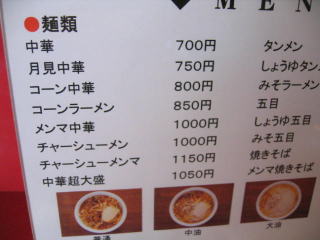 ◆ MEN
●麺類
中華 700円 タンメン
月見中華 750円 しょうゆタン
コーン中華 800円 みそラーメン
コーンラーメン 850円 五目
メンマ中華 1000円 しょうゆ五目
チャーシューメン 1000円 みそ五目
チャーシューメンマ 1150円 焼きそば
中華超大盛 1050円 メンマ焼きそば
普通 中油 大油